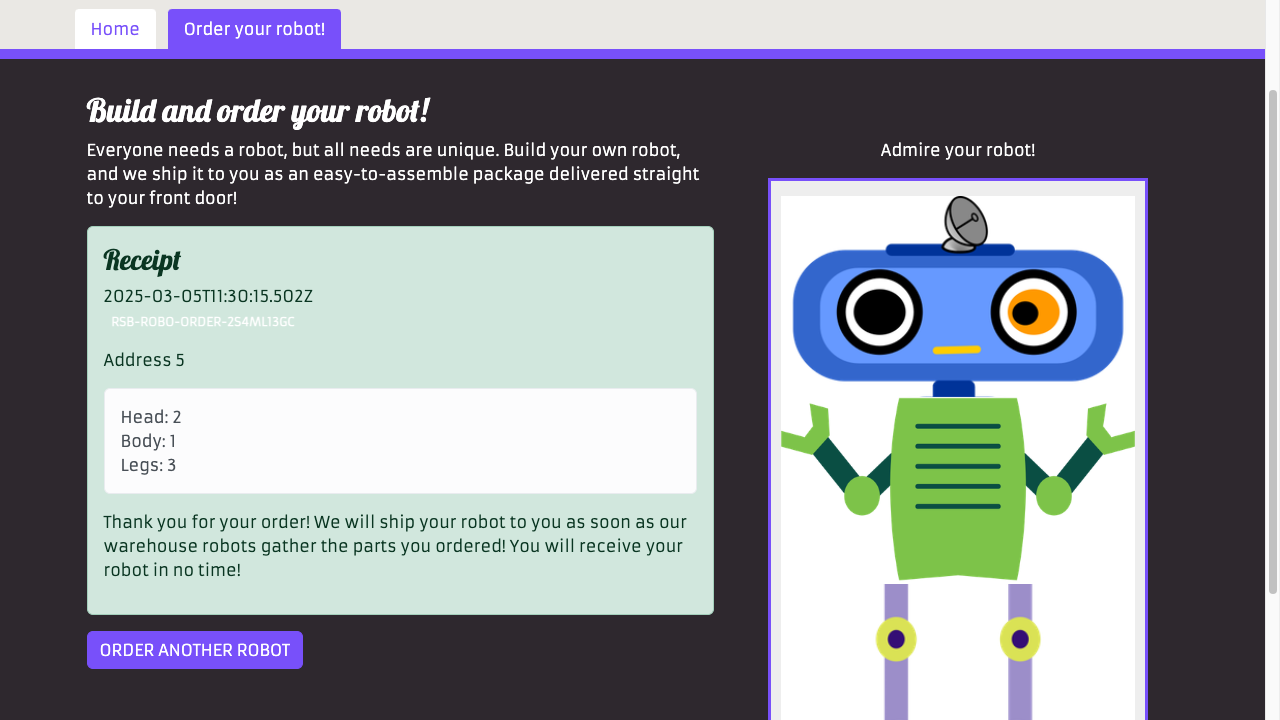 Home
Order your robot!
Build and order your robot!
Everyone needs a robot, but all needs are unique. Build your own robot,
and we ship it to you as an easy-to-assemble package delivered straight
to your front door!
Receipt
2025-03-05T11:30:15.502Z
RSB-ROBO-ORDER-2S4ML13GC
Address 5
Head: 2
Body: 1
Legs: 3
Thank you for your order! We will ship your robot to you as soon as our
warehouse robots gather the parts you ordered! You will receive your
robot in no time!
ORDER ANOTHER ROBOT
Admire your robot!